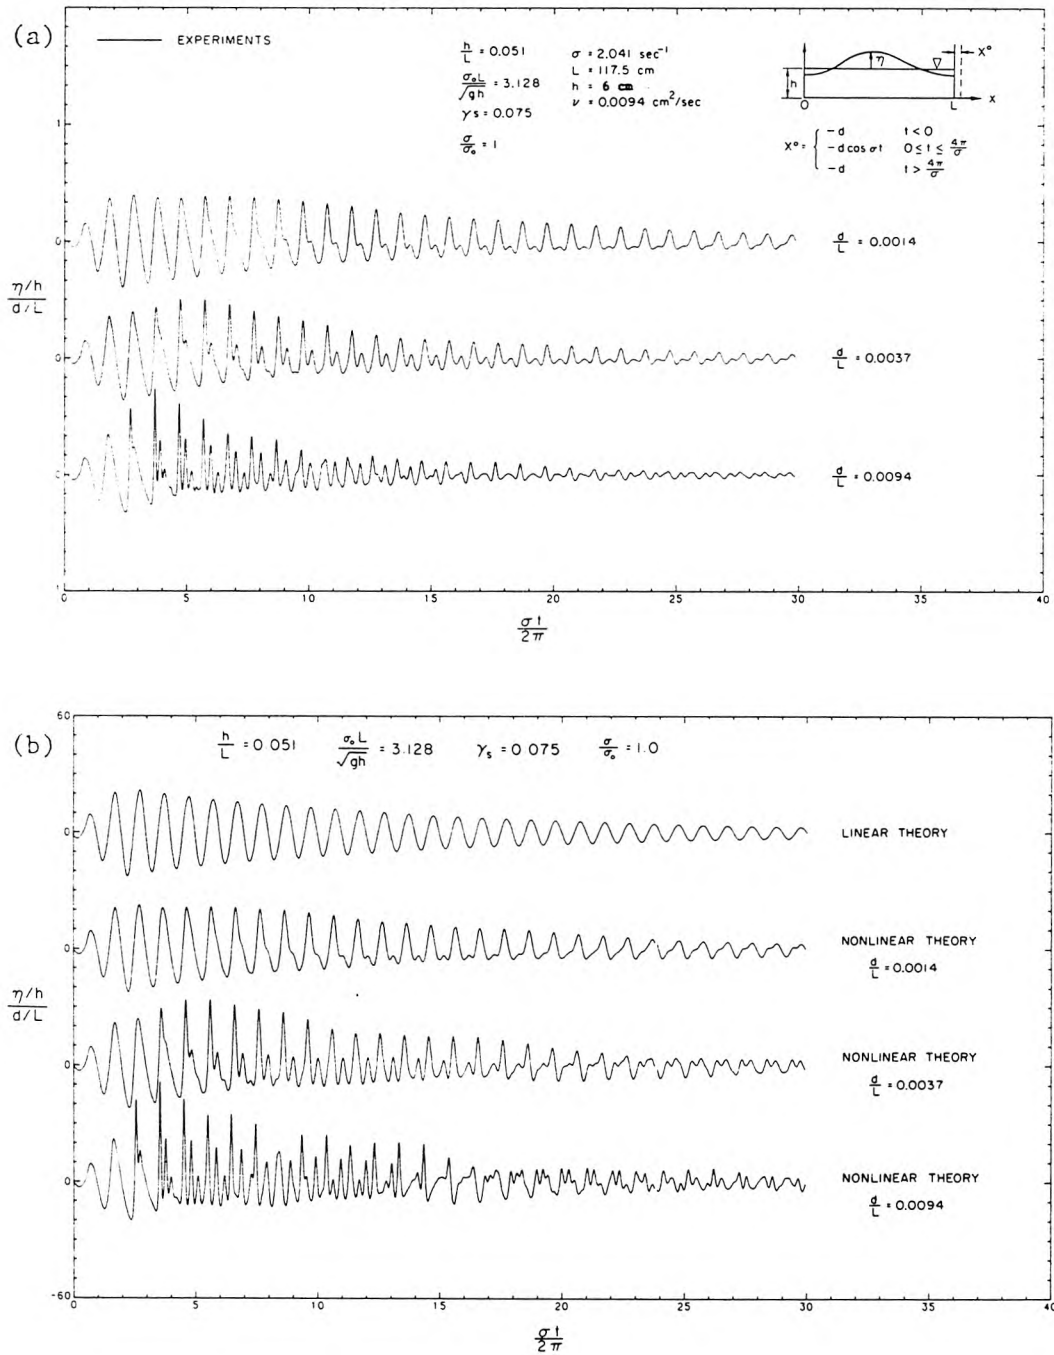 (a)
EXPERIMENTS
h/L = 0.051
σ₀L/√gh = 3.128
γs = 0.075
σ/σ₀ = 1
σ = 2.041 sec⁻¹
L = 117.5 cm
h = 6 cm
ν = 0.0094 cm²/sec
η
X°
h
O
L
x
X° = { -d t < 0
-d cos σt 0 ≤ t ≤ 4π/σ
-d t > 4π/σ
1
0
d/L = 0.0014
η/h
d/L
0
d/L = 0.0037
0
d/L = 0.0094
0 5 10 15 20 25 30 35 40
σt/2π
(b)
60
h/L = 0.051 σ₀L/√gh = 3.128 γs = 0.075 σ/σ₀ = 1.0
0
LINEAR THEORY
0
NONLINEAR THEORY
d/L = 0.0014
η/h
d/L
0
NONLINEAR THEORY
d/L = 0.0037
0
NONLINEAR THEORY
d/L = 0.0094
-60
0 5 10 15 20 25 30 35 40
σt/2π